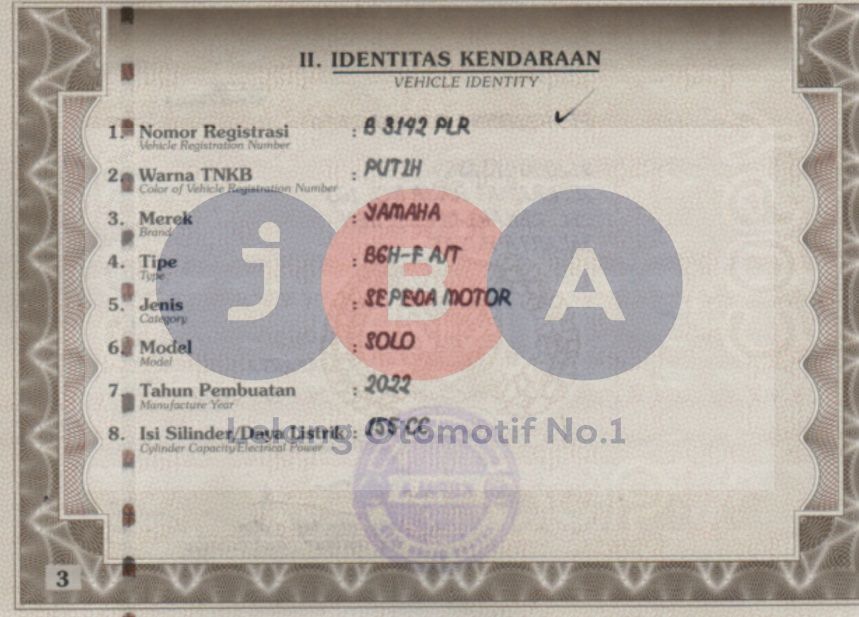 II. IDENTITAS KENDARAAN
VEHICLE IDENTITY
1. Nomor Registrasi : B 3142 PLR
Vehicle Registration Number
2. Warna TNKB : PUTIH
Color of Vehicle Registration Number
3. Merek : YAMAHA
Brand
4. Tipe : BGH-F A/T
Type
5. Jenis : SEPEDA MOTOR
Category
6. Model : SOLO
Model
7. Tahun Pembuatan : 2022
Manufacture Year
8. Isi Silinder/Daya Listrik : 155 CC
Cylinder Capacity/Electrical Power
JBA
Lelang Otomotif No.1
3